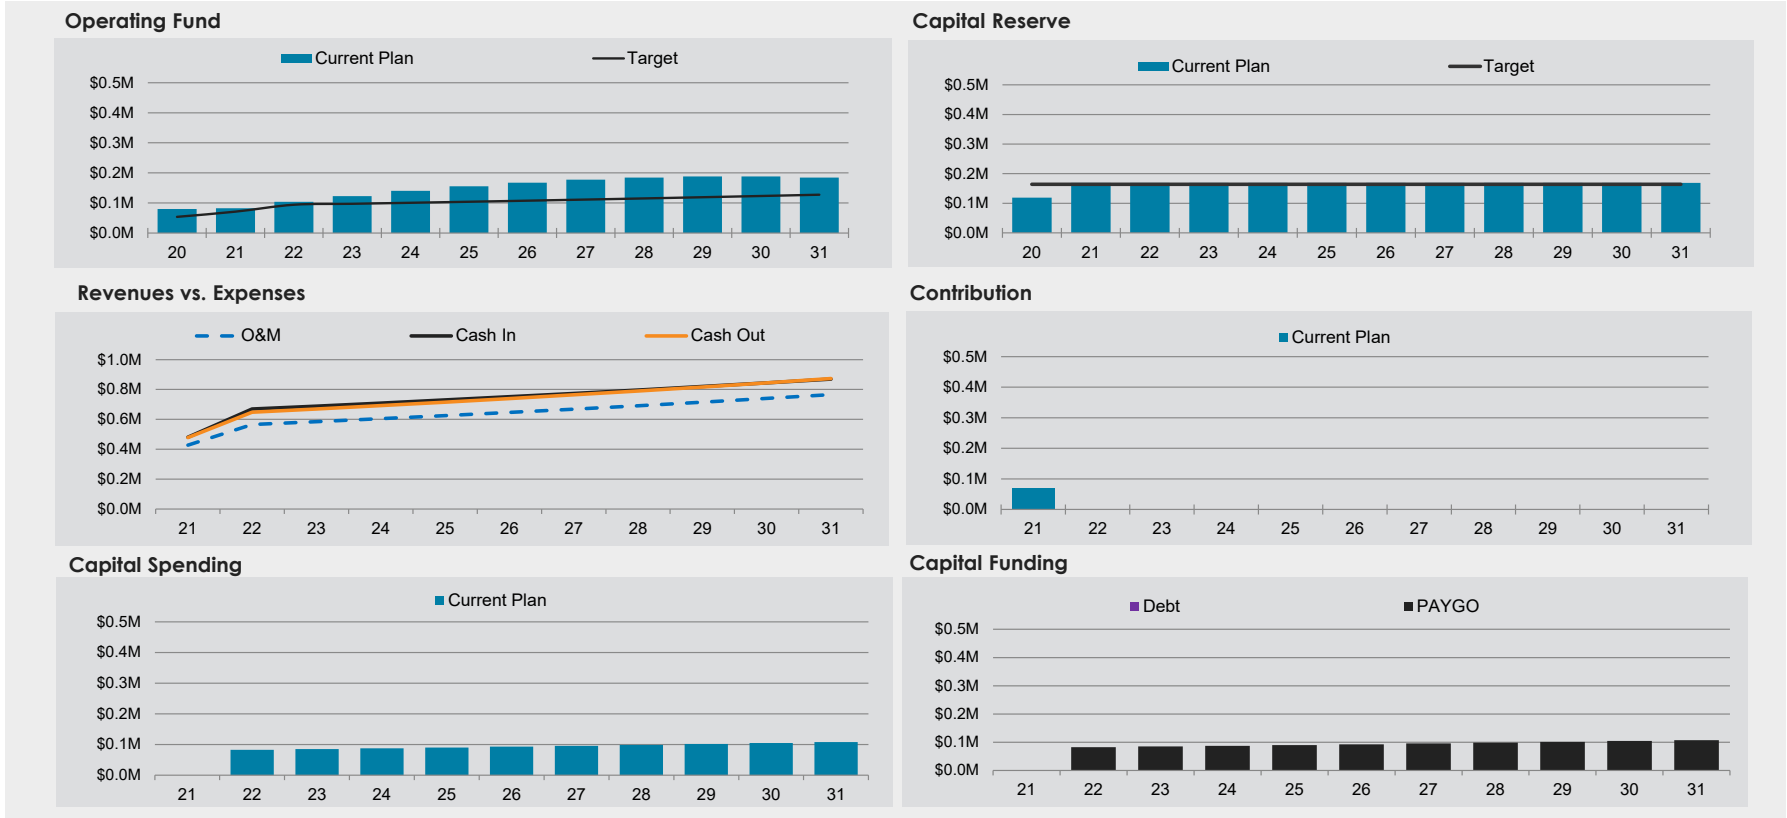 Operating Fund
Current Plan Target
$0.5M
$0.4M
$0.3M
$0.2M
$0.1M
$0.0M
20 21 22 23 24 25 26 27 28 29 30 31
Capital Reserve
Current Plan Target
$0.5M
$0.4M
$0.3M
$0.2M
$0.1M
$0.0M
20 21 22 23 24 25 26 27 28 29 30 31
Revenues vs. Expenses
O&M Cash In Cash Out
$1.0M
$0.8M
$0.6M
$0.4M
$0.2M
$0.0M
21 22 23 24 25 26 27 28 29 30 31
Contribution
Current Plan
$0.5M
$0.4M
$0.3M
$0.2M
$0.1M
$0.0M
21 22 23 24 25 26 27 28 29 30 31
Capital Spending
Current Plan
$0.5M
$0.4M
$0.3M
$0.2M
$0.1M
$0.0M
21 22 23 24 25 26 27 28 29 30 31
Capital Funding
Debt PAYGO
$0.5M
$0.4M
$0.3M
$0.2M
$0.1M
$0.0M
21 22 23 24 25 26 27 28 29 30 31